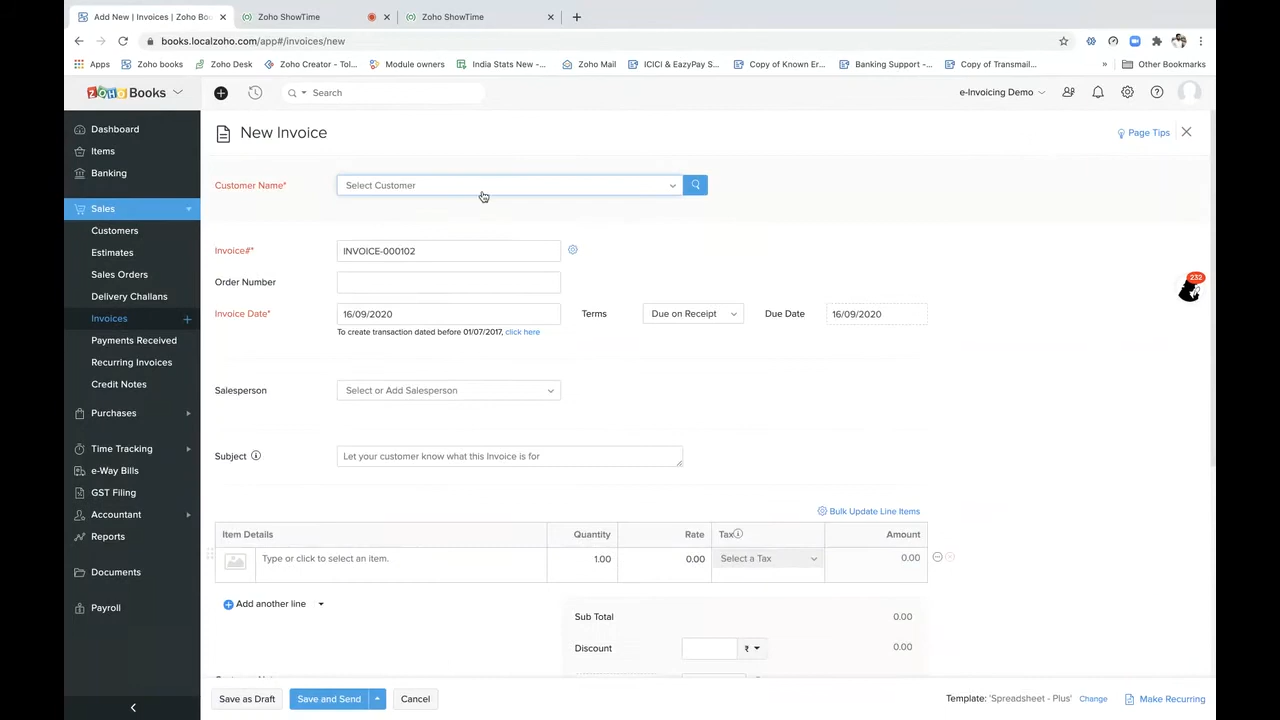 Add New | Invoices | Zoho Boo
Zoho ShowTime
Zoho ShowTime
books.localzoho.com/app#/invoices/new
Apps
Zoho books
Zoho Desk
Zoho Creator - Tol...
Module owners
India Stats New -...
Zoho Mail
ICICI & EazyPay S...
Copy of Known Er...
Banking Support -...
Copy of Transmail...
Other Bookmarks
ZOHO Books
Search
e-Invoicing Demo
Dashboard
Items
Banking
Sales
Customers
Estimates
Sales Orders
Delivery Challans
Invoices
Payments Received
Recurring Invoices
Credit Notes
Purchases
Time Tracking
e-Way Bills
GST Filing
Accountant
Reports
Documents
Payroll
New Invoice
Page Tips
Customer Name*
Select Customer
Invoice#*
INVOICE-000102
232
Order Number
Invoice Date*
16/09/2020
Terms
Due on Receipt
Due Date
16/09/2020
To create transaction dated before 01/07/2017, click here
Salesperson
Select or Add Salesperson
Subject
Let your customer know what this Invoice is for
Bulk Update Line Items
Item Details
Quantity
Rate
Tax
Amount
Type or click to select an item.
1.00
0.00
Select a Tax
0.00
Add another line
Sub Total
0.00
Discount
₹
0.00
Save as Draft
Save and Send
Cancel
Template: 'Spreadsheet - Plus'
Change
Make Recurring